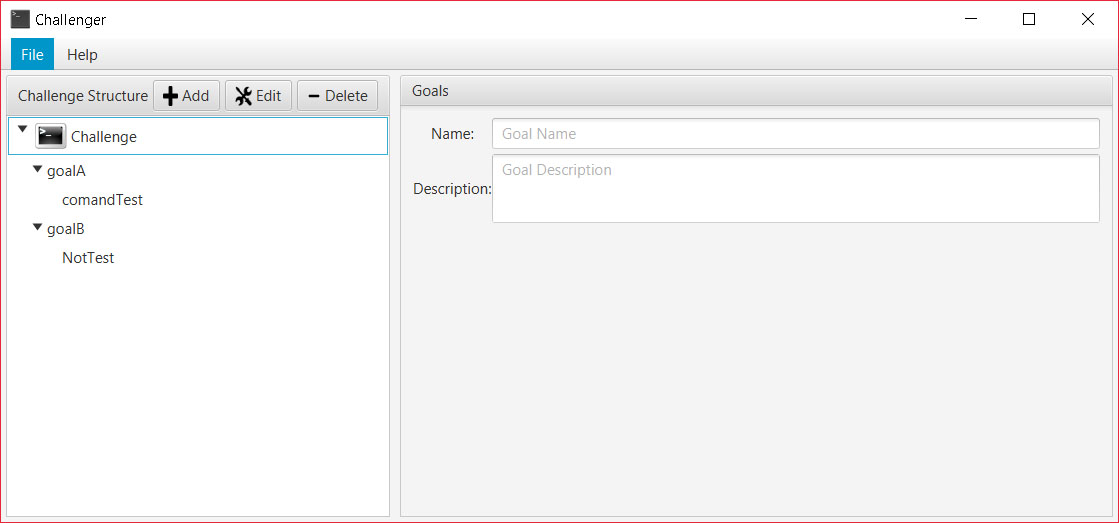 Challenger
File Help
Challenge Structure Add Edit Delete
Challenge
goalA
comandTest
goalB
NotTest
Goals
Name: Goal Name
Description: Goal Description